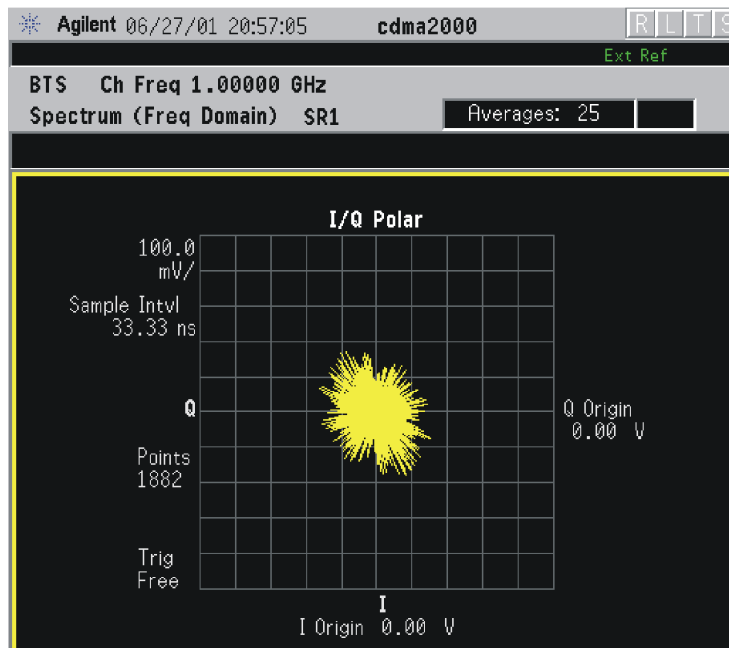 Agilent 06/27/01 20:57:05 cdma2000 R L T S
Ext Ref
BTS Ch Freq 1.00000 GHz
Spectrum (Freq Domain) SR1
Averages: 25
I/Q Polar
100.0
mV/
Sample Intvl
33.33 ns
Q
Q Origin
0.00 V
Points
1882
Trig
Free
I
I Origin 0.00 V